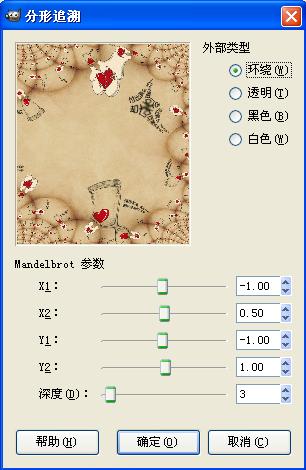 分形追溯
外部类型
环绕(W)
透明(T)
黑色(B)
白色(W)
Mandelbrot 参数
X1: -1.00
X2: 0.50
Y1: -1.00
Y2: 1.00
深度(D): 3
帮助(H) 确定(O) 取消(C)